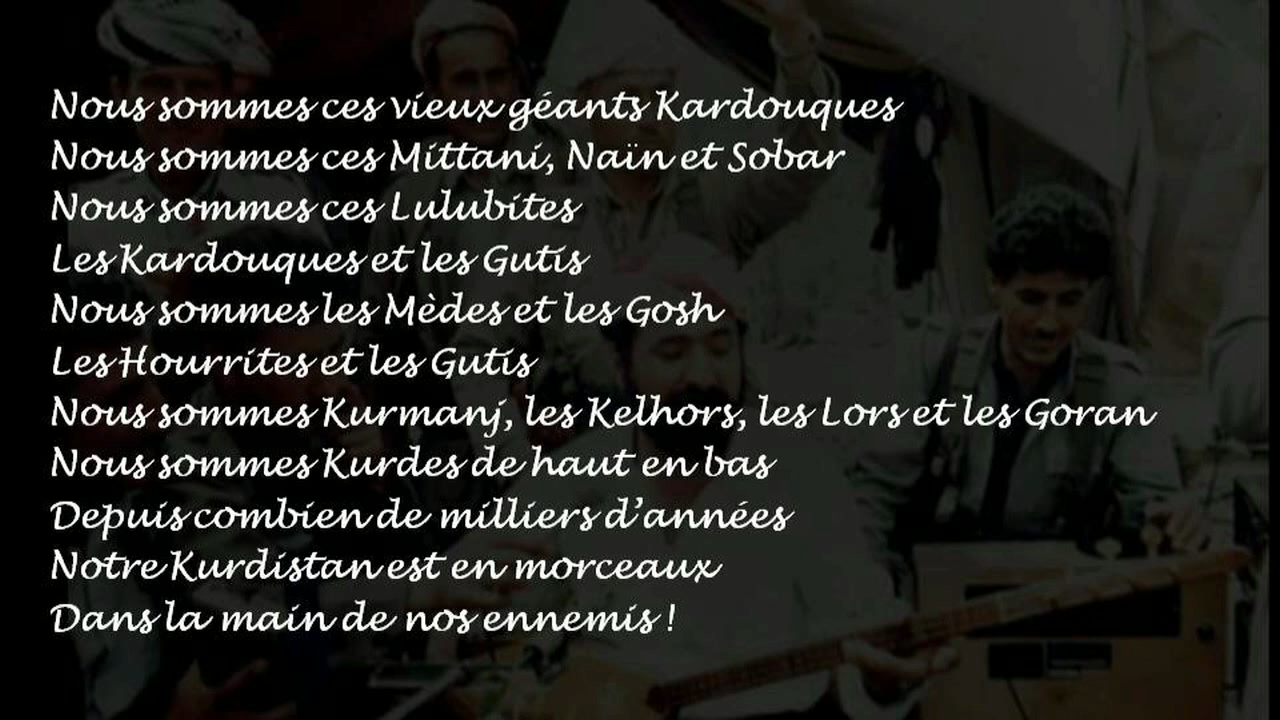 Nous sommes ces vieux géants Kardouques
Nous sommes ces Mittani, Naïn et Sobar
Nous sommes ces Lulubites
Les Kardouques et les Gutis
Nous sommes les Mèdes et les Gosh
Les Hourrites et les Gutis
Nous sommes Kurmanj, les Kelhors, les Lors et les Goran
Nous sommes Kurdes de haut en bas
Depuis combien de milliers d’années
Notre Kurdistan est en morceaux
Dans la main de nos ennemis !